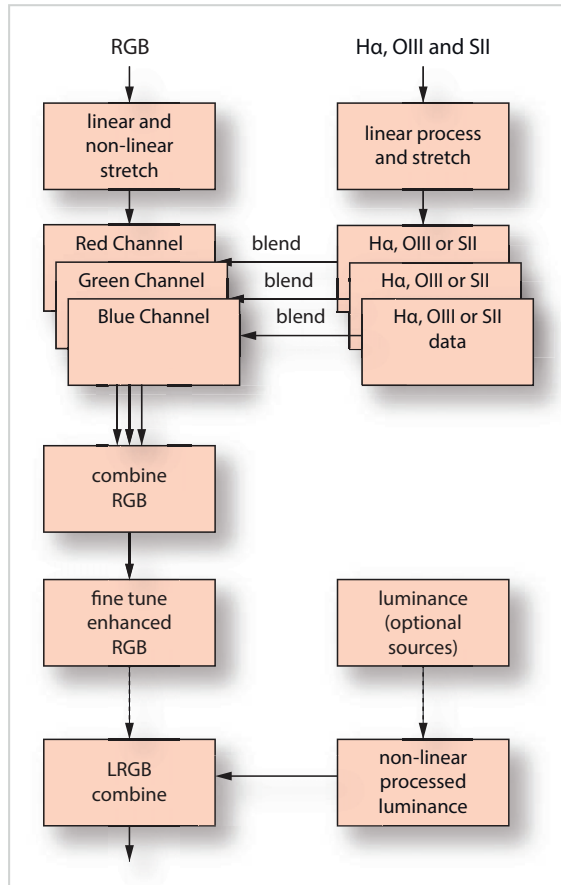 RGB
Hα, OIII and SII
linear and
non-linear
stretch
linear process
and stretch
Red Channel
blend
Hα, OIII or SII
Green Channel
blend
Hα, OIII or SII
Blue Channel
blend
Hα, OIII or SII
data
combine
RGB
fine tune
enhanced
RGB
luminance
(optional
sources)
LRGB
combine
non-linear
processed
luminance